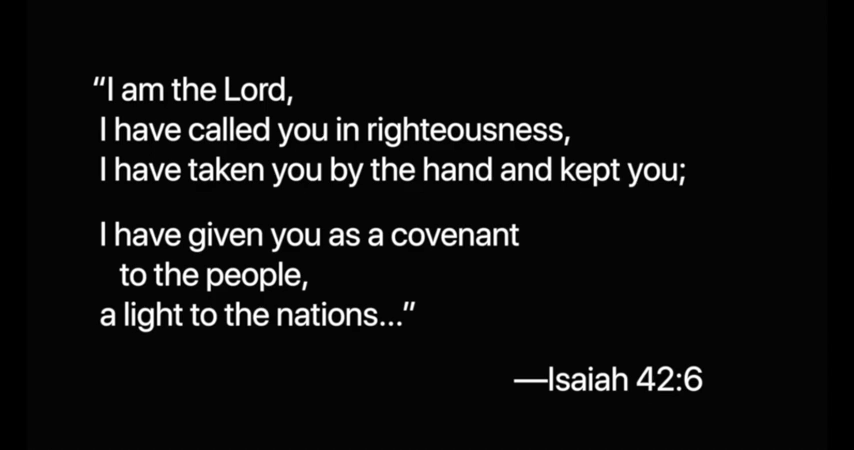 “I am the Lord,
I have called you in righteousness,
I have taken you by the hand and kept you;
I have given you as a covenant
to the people,
a light to the nations...”
—Isaiah 42:6